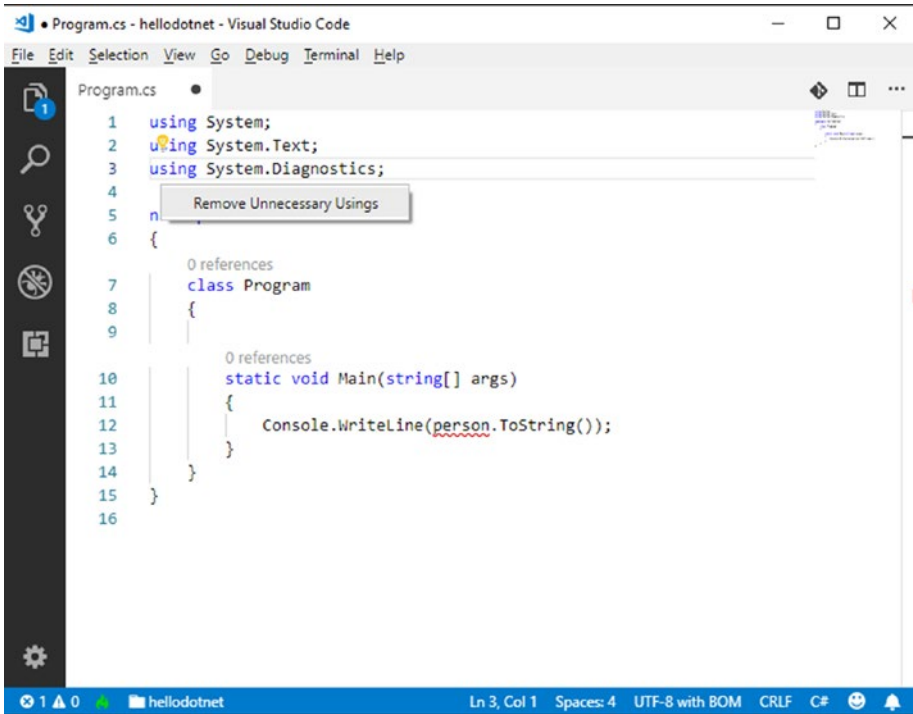 ● Program.cs - hellodotnet - Visual Studio Code
File Edit Selection View Go Debug Terminal Help
1
Program.cs ●
1 using System;
2 using System.Text;
3 using System.Diagnostics;
4
Remove Unnecessary Usings
5 n
6 {
0 references
7 class Program
8 {
9
0 references
10 static void Main(string[] args)
11 {
12 Console.WriteLine(person.ToString());
13 }
14 }
15 }
16
1 0 hellodotnet Ln 3, Col 1 Spaces: 4 UTF-8 with BOM CRLF C#